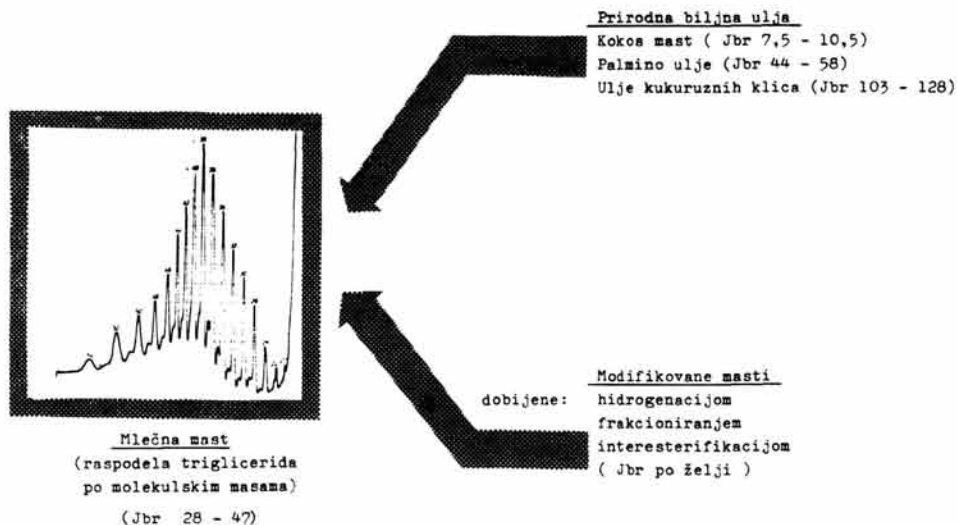 Prirodna biljna ulja
Kokos mast ( Jbr 7,5 - 10,5)
Palmino ulje (Jbr 44 - 58)
Ulje kukuruznih klica (Jbr 103 - 128)
Modifikovane masti
dobijene: hidrogenacijom
frakcioniranjem
interesterifikacijom
( Jbr po želji )
Mlečna mast
(raspodela triglicerida
po molekulskim masama)
(Jbr 28 - 47)